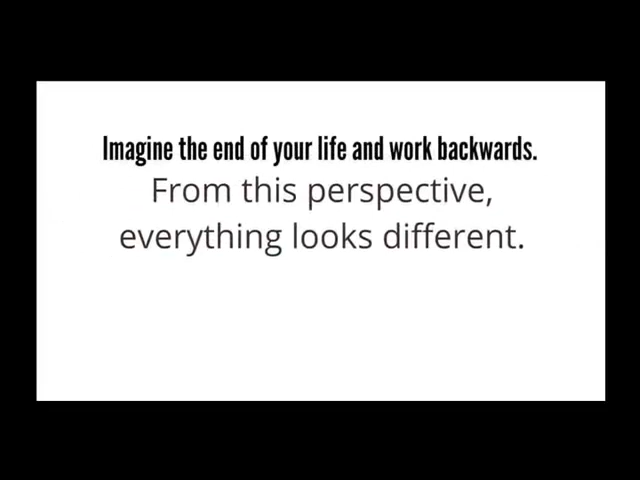 Imagine the end of your life and work backwards.
From this perspective,
everything looks different.